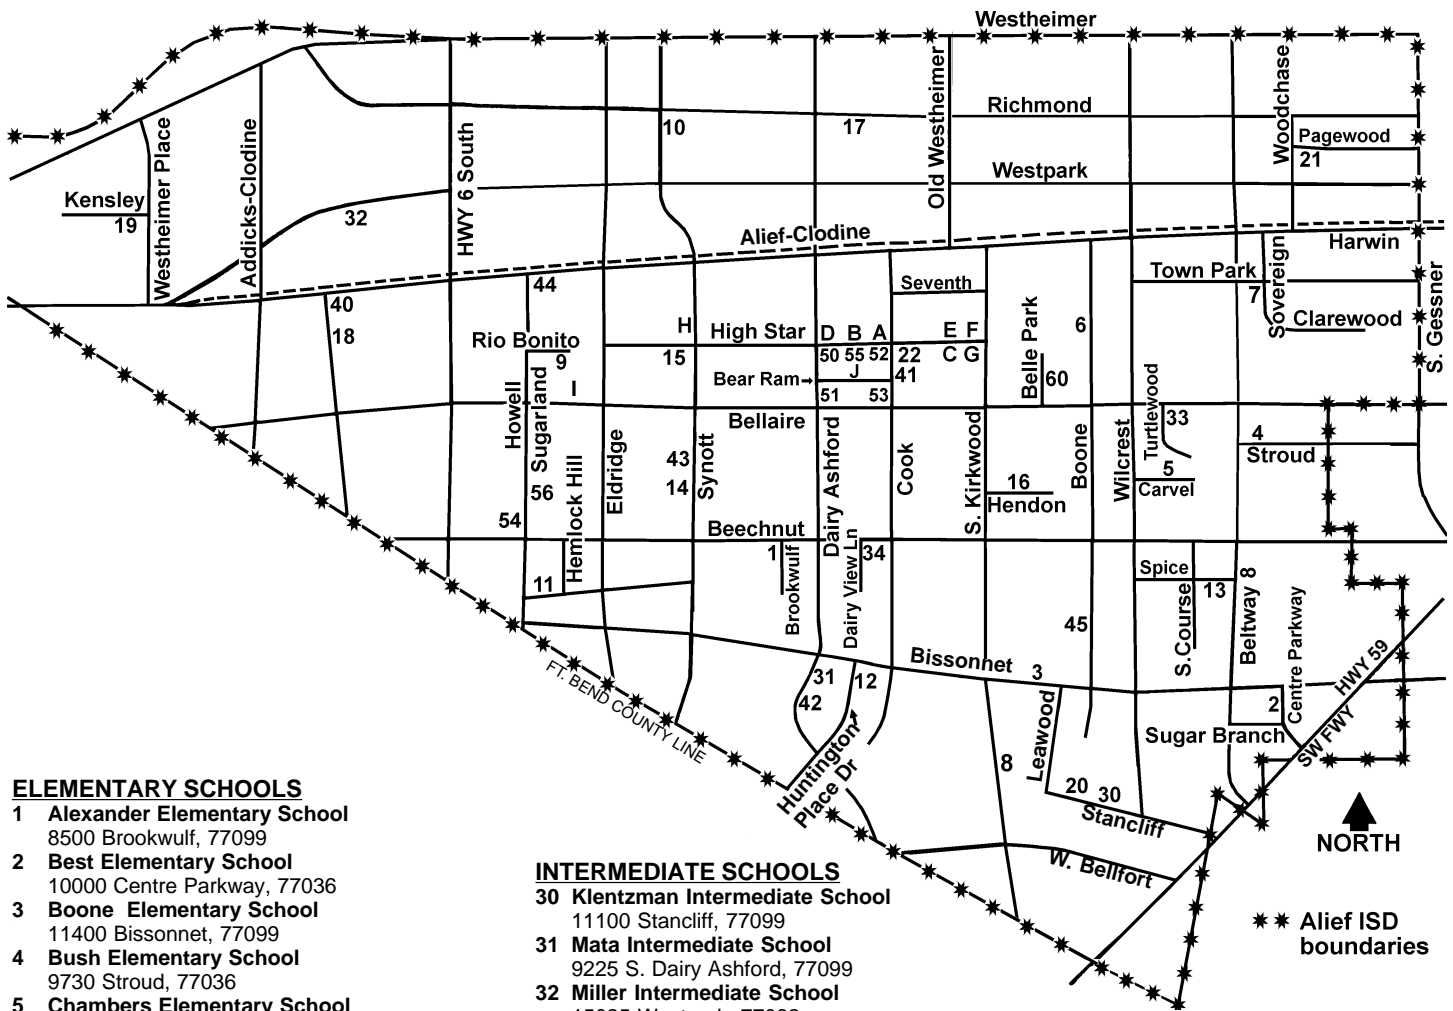 Westheimer
Richmond
Woodchase
Old Westheimer
10
17
Pagewood
21
Westheimer Place
Addicks-Clodine
HWY 6 South
Westpark
Kensley
19
32
Alief-Clodine
Harwin
44
Seventh
Town Park
7
Sovereign
Clarewood
S. Gessner
40
18
H
High Star
D B A
E F
Belle Park
6
Rio Bonito
9
15
50 55 52
22
C G
J
41
60
Bear Ram
I
51
53
Howell
Sugarland
Bellaire
Turtlewood
33
4
Stroud
Hemlock Hill
Eldridge
43
14
Synott
Dairy Ashford
Cook
S. Kirkwood
Boone
Wilcrest
5
Carvel
16
Hendon
56
54
Beechnut
1
Brookwulf
Dairy View Ln
34
11
Spice
13
S.Course
Beltway 8
Centre Parkway
45
Bissonnet
3
31
42
12
HWY 59
SW FWY
2
Sugar Branch
FT. BEND COUNTY LINE
Huntington
Place Dr
8
Leawood
20 30
Stancliff
W. Bellfort
NORTH
Alief ISD
boundaries
ELEMENTARY SCHOOLS
1 Alexander Elementary School
8500 Brookwulf, 77099
2 Best Elementary School
10000 Centre Parkway, 77036
3 Boone Elementary School
11400 Bissonnet, 77099
4 Bush Elementary School
9730 Stroud, 77036
5 Chambers Elementary School
INTERMEDIATE SCHOOLS
30 Klentzman Intermediate School
11100 Stancliff, 77099
31 Mata Intermediate School
9225 S. Dairy Ashford, 77099
32 Miller Intermediate School